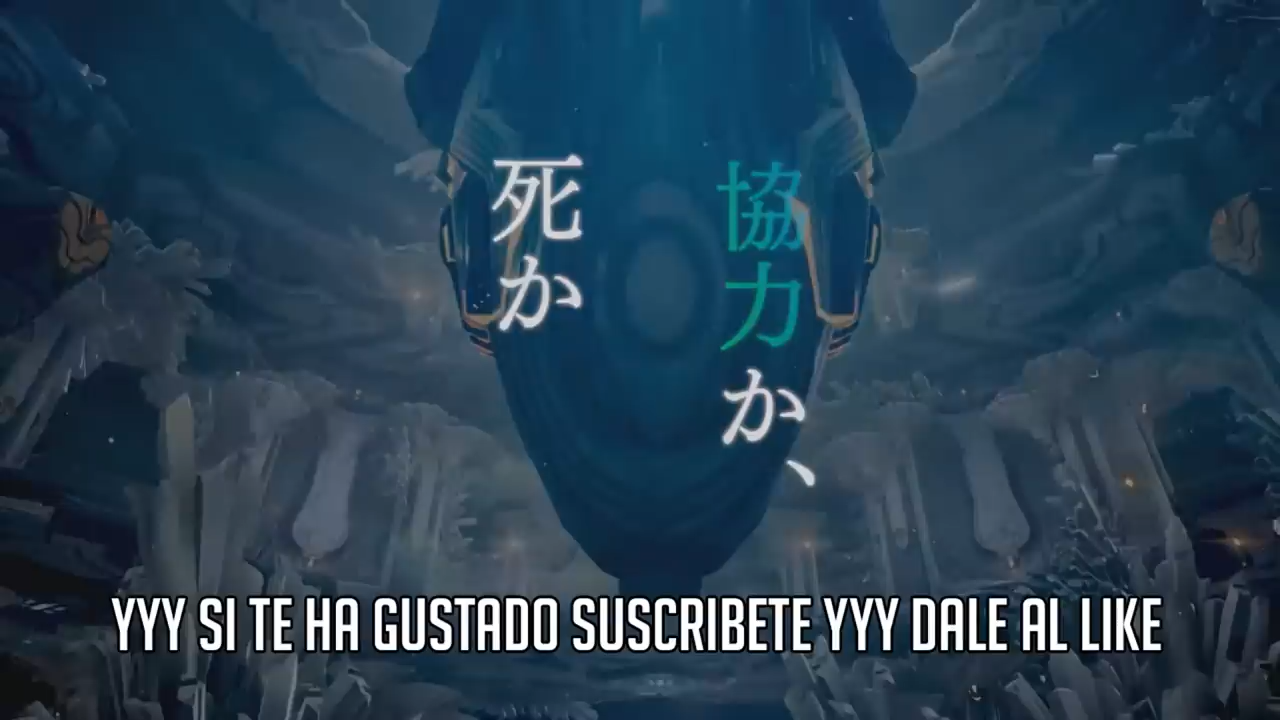 協力か、
死か
YYY SI TE HA GUSTADO SUSCRIBETE YYY DALE AL LIKE